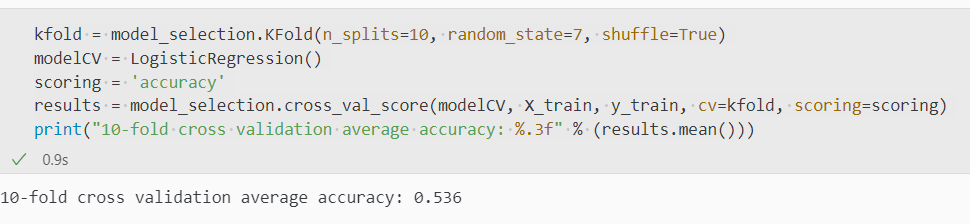 kfold = model_selection.KFold(n_splits=10, random_state=7, shuffle=True)
modelCV = LogisticRegression()
scoring = 'accuracy'
results = model_selection.cross_val_score(modelCV, X_train, y_train, cv=kfold, scoring=scoring)
print("10-fold cross validation average accuracy: %.3f" % (results.mean()))
✓ 0.9s
10-fold cross validation average accuracy: 0.536